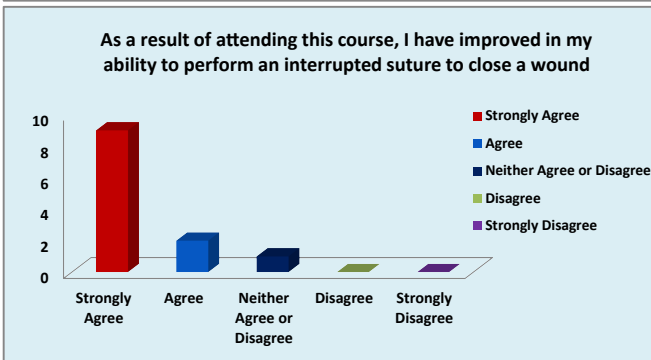 As a result of attending this course, I have improved in my
ability to perform an interrupted suture to close a wound
10
8
6
4
2
0
Strongly Agree
Agree
Neither Agree or Disagree
Disagree
Strongly Disagree
Strongly
Agree
Agree
Neither
Agree or
Disagree
Disagree
Strongly
Disagree